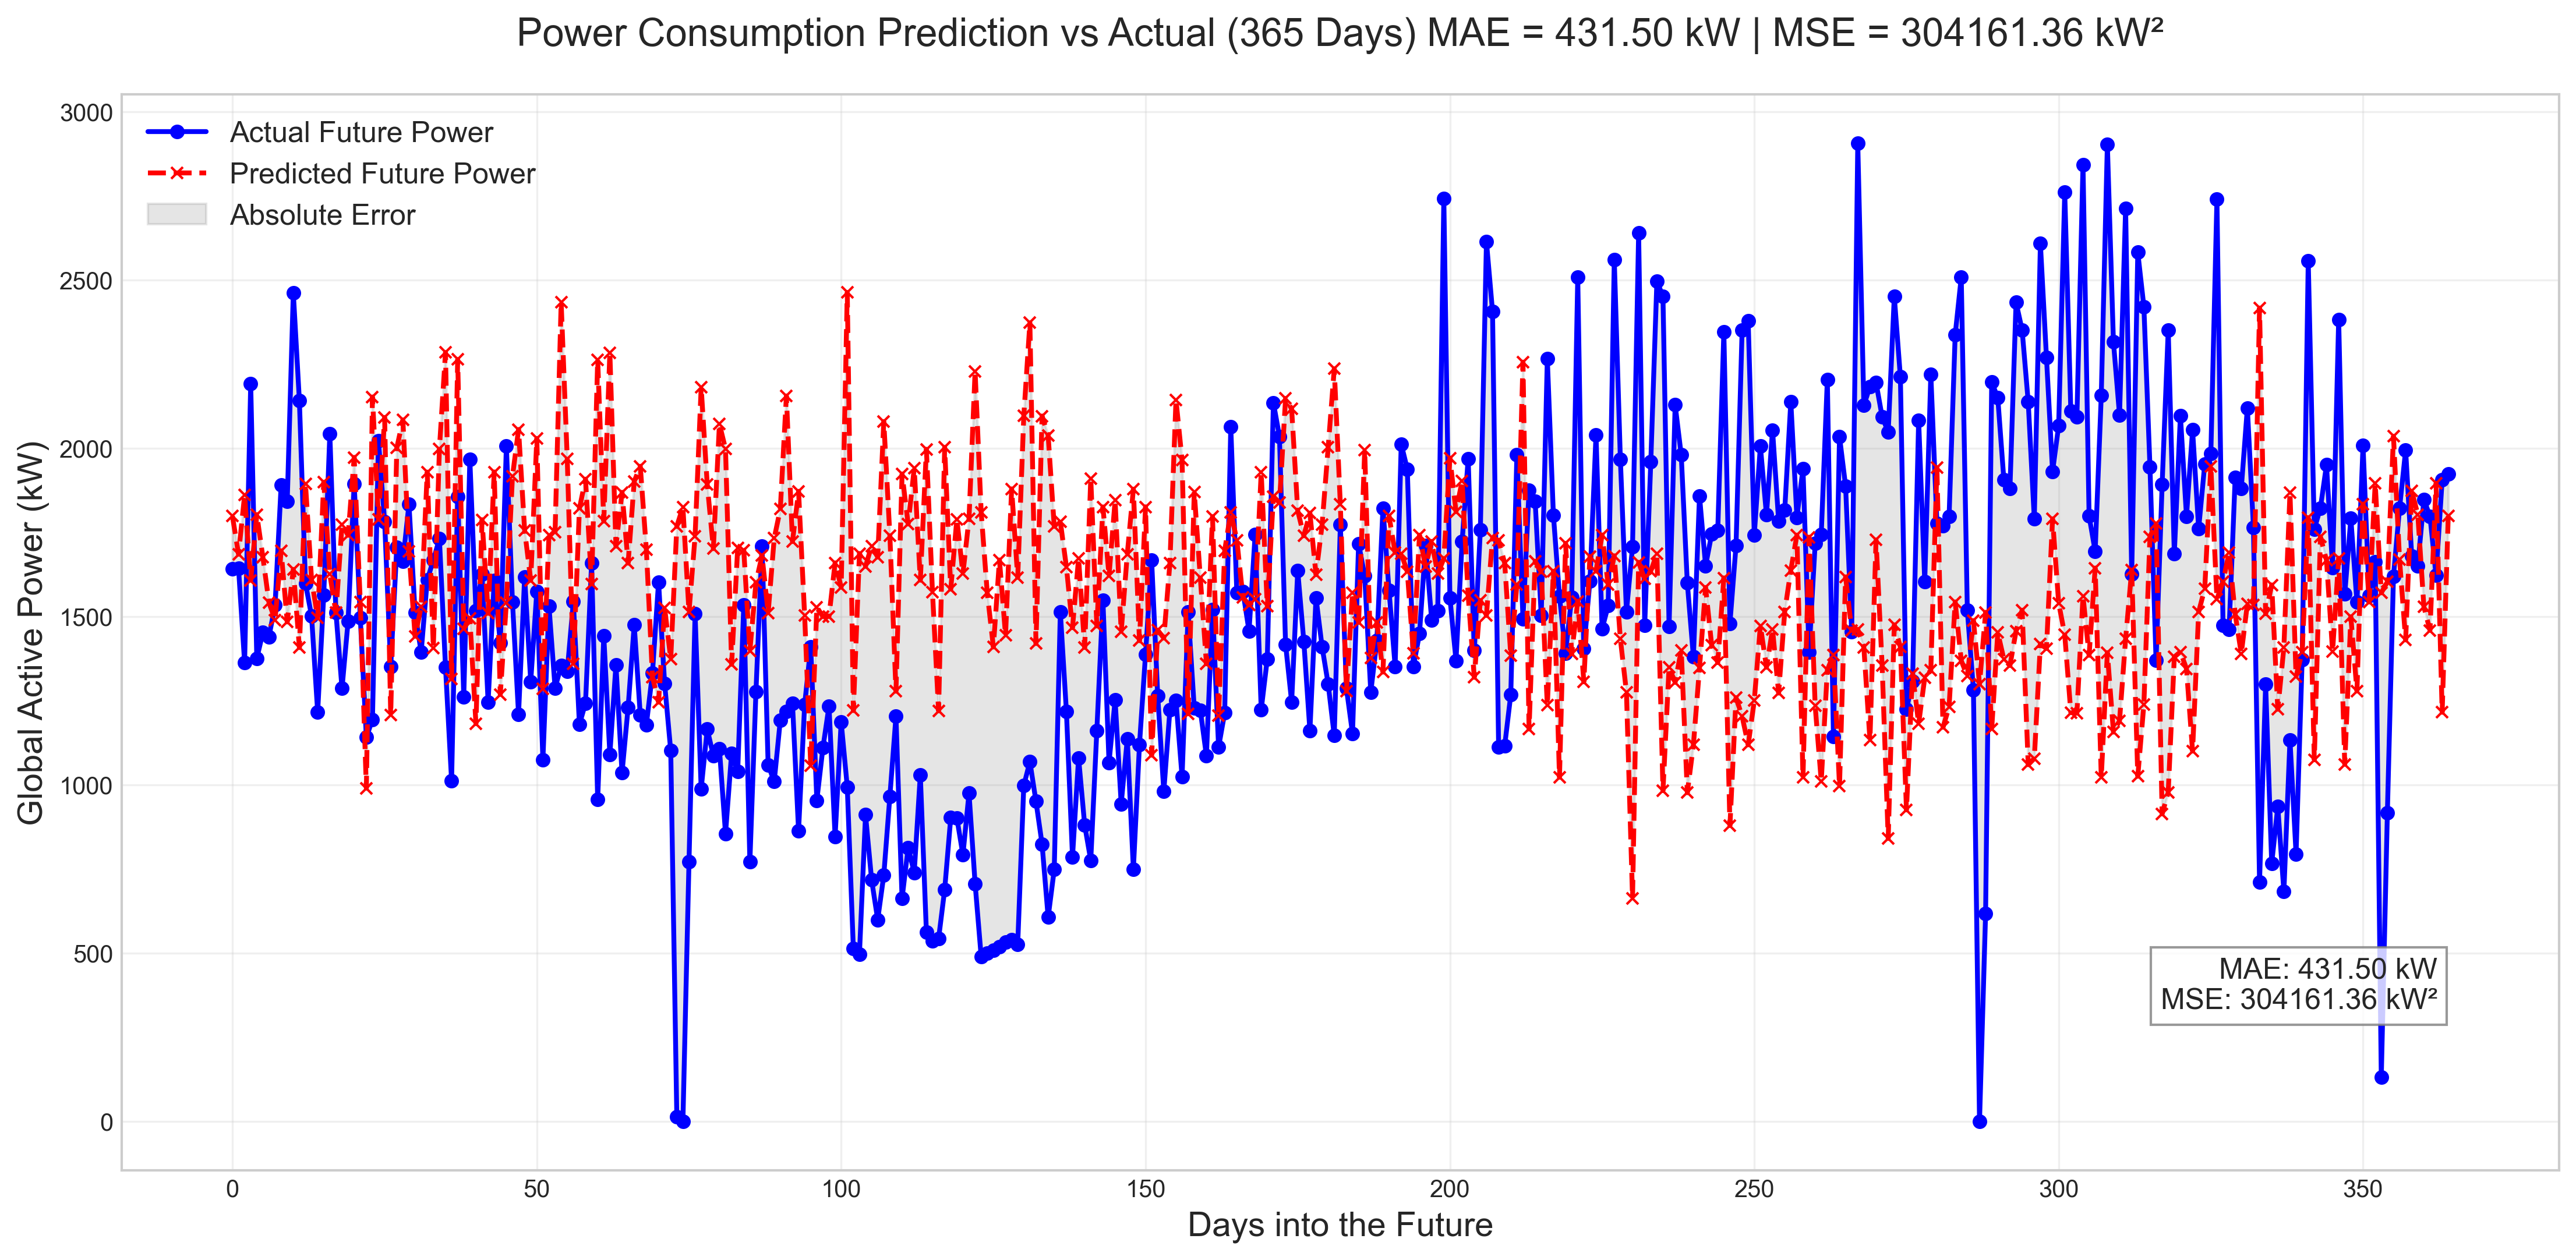 Power Consumption Prediction vs Actual (365 Days) MAE = 431.50 kW | MSE = 304161.36 kW²
Actual Future Power
Predicted Future Power
Absolute Error
Global Active Power (kW)
3000
2500
2000
1500
1000
500
0
MAE: 431.50 kW
MSE: 304161.36 kW²
0 50 100 150 200 250 300 350
Days into the Future